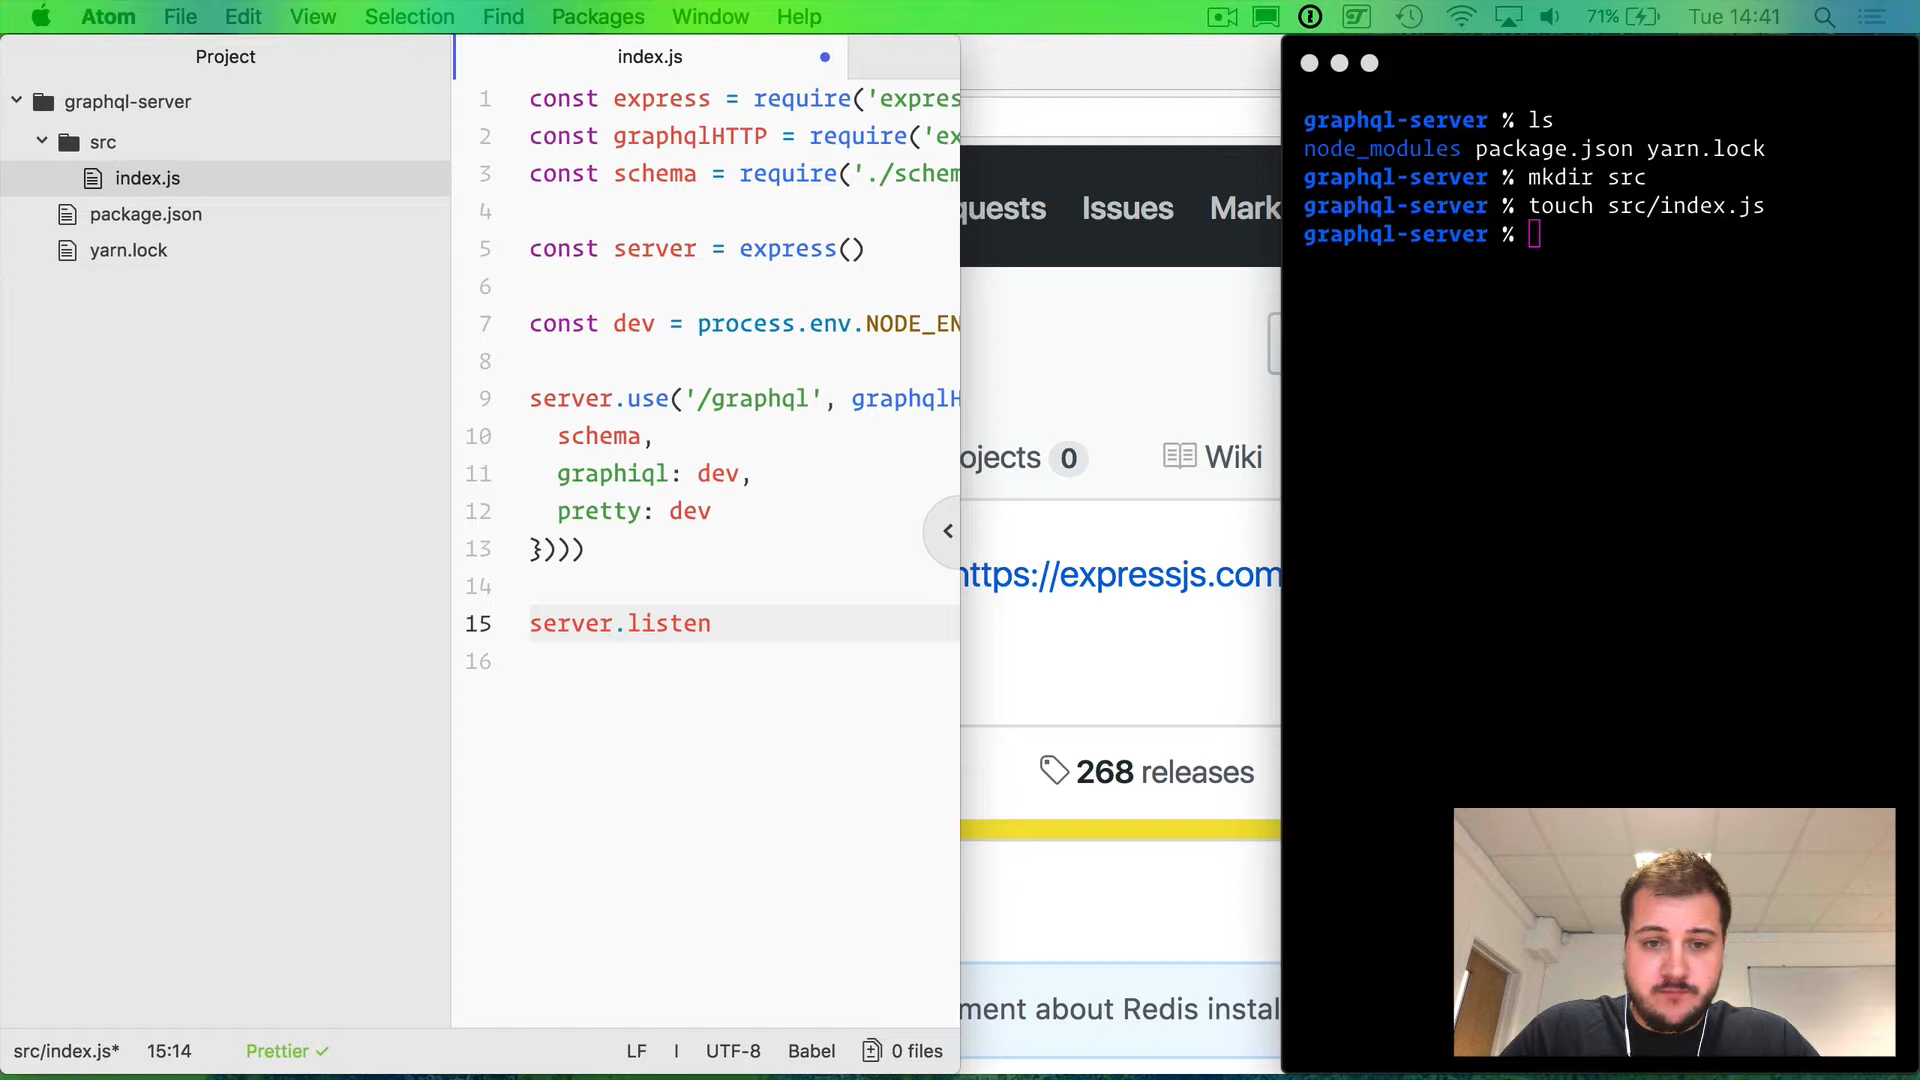 Atom File Edit View Selection Find Packages Window Help 71% Tue 14:41
Project
graphql-server
src
index.js
package.json
yarn.lock
index.js
1 const express = require('expres
2 const graphqlHTTP = require('ex
3 const schema = require('./schem
4
5 const server = express()
6
7 const dev = process.env.NODE_EN
8
9 server.use('/graphql', graphqlH
10 schema,
11 graphiql: dev,
12 pretty: dev
13 })))
14
15 server.listen
16
src/index.js* 15:14 Prettier ✓ LF UTF-8 Babel 0 files
quests Issues Mark
ojects 0 Wiki
https://expressjs.com
268 releases
ment about Redis instal
graphql-server % ls
node_modules package.json yarn.lock
graphql-server % mkdir src
graphql-server % touch src/index.js
graphql-server %